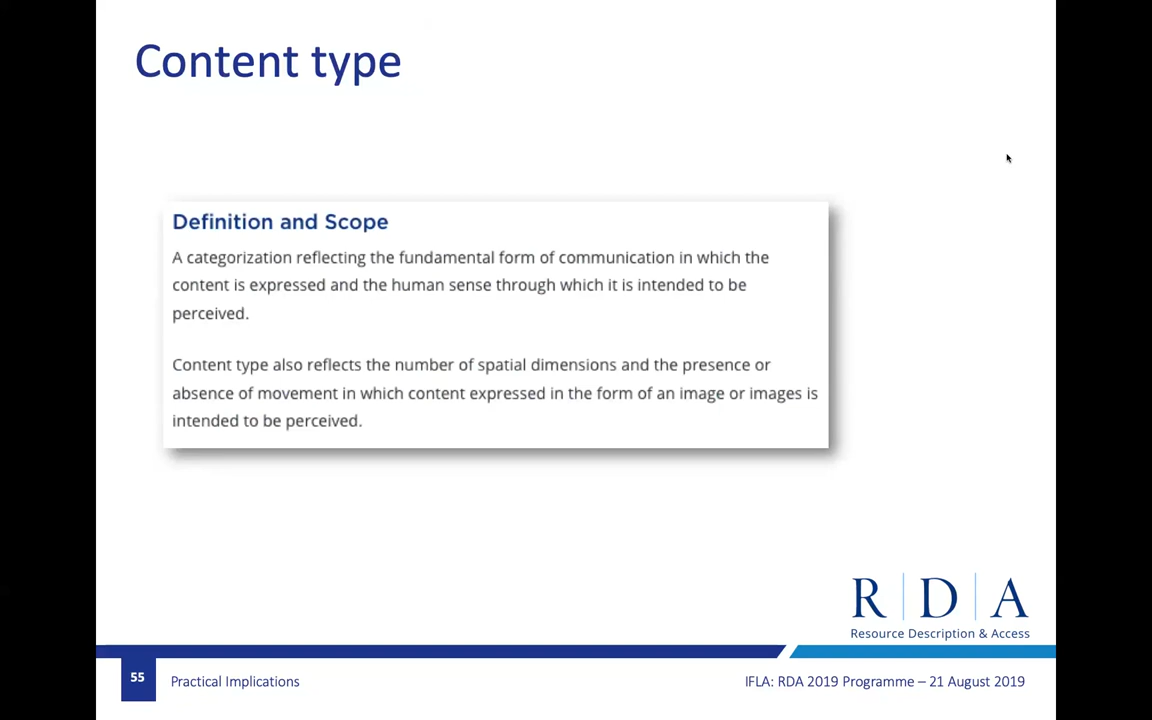 Content type
Definition and Scope
A categorization reflecting the fundamental form of communication in which the
content is expressed and the human sense through which it is intended to be
perceived.
Content type also reflects the number of spatial dimensions and the presence or
absence of movement in which content expressed in the form of an image or images is
intended to be perceived.
R D A
Resource Description & Access
55
Practical Implications
IFLA: RDA 2019 Programme – 21 August 2019